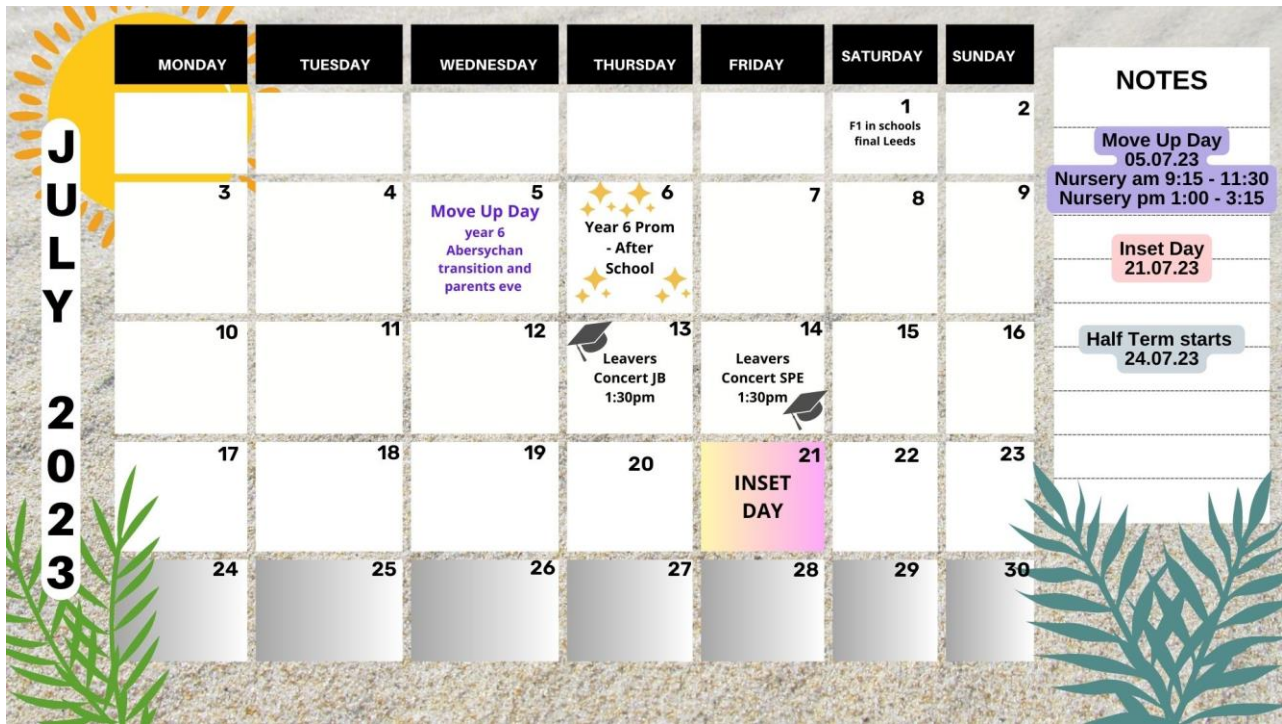 JULY 2023
MONDAY TUESDAY WEDNESDAY THURSDAY FRIDAY SATURDAY SUNDAY
1
F1 in schools
final Leeds
2
3
4
5
Move Up Day
year 6
Abersychan
transition and
parents eve
6
Year 6 Prom
- After
School
7
8
9
10
11
12
13
Leavers
Concert JB
1:30pm
14
Leavers
Concert SPE
1:30pm
15
16
17
18
19
20
21
INSET
DAY
22
23
24
25
26
27
28
29
30
NOTES
Move Up Day
05.07.23
Nursery am 9:15 - 11:30
Nursery pm 1:00 - 3:15
Inset Day
21.07.23
Half Term starts
24.07.23